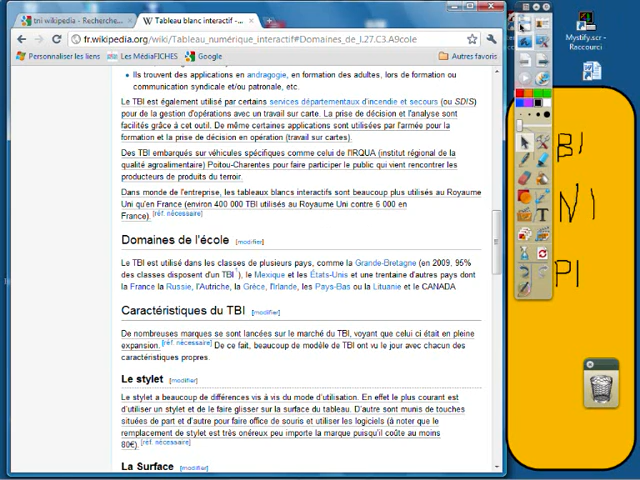 tni wikipedia - Recherche...
Tableau blanc interactif -...
fr.wikipedia.org/wiki/Tableau_numérique_interactif#Domaines_de_l.27.C3.A9cole
Personnaliser les liens
Les MédiaFICHES
Google
Autres favoris
Ils trouvent des applications en andragogie, en formation des adultes, lors de formation ou
communication syndicale et/ou patronale, etc.
Le TBI est également utilisé par certains services départementaux d'incendie et secours (ou SDIS)
pour de la gestion d'opérations avec un travail sur carte. La prise de décision et l'analyse sont
facilités grâce à cet outil. De même certaines applications sont utilisées par l'armée pour la
formation et la prise de décision en opération (travail sur cartes).
Des TBI embarqués sur véhicules spécifiques comme celui de l'IRQUA (institut régional de la
qualité agroalimentaire) Poitou-Charentes pour faire participer le public qui vient rencontrer les
producteurs de produits du terroir.
Dans monde de l'entreprise, les tableaux blancs interactifs sont beaucoup plus utilisés au Royaume
Uni qu'en France (environ 400 000 TBI utilisés au Royaume Uni contre 6 000 en
France). [réf. nécessaire]
Domaines de l'école [modifier]
Le TBI est utilisé dans les classes de plusieurs pays, comme la Grande-Bretagne (en 2009, 95%
des classes disposent d'un TBI), le Mexique et les États-Unis et une trentaine d'autres pays dont
la France la Russie, l'Autriche, la Grèce, l'Irlande, les Pays-Bas ou la Lituanie et le CANADA
Caractéristiques du TBI [modifier]
De nombreuses marques se sont lancées sur le marché du TBI, voyant que celui ci était en pleine
expansion. [réf. nécessaire] De ce fait, beaucoup de modèle de TBI ont vu le jour avec chacun des
caractéristiques propres.
Le stylet [modifier]
Le stylet a beaucoup de différences vis à vis du mode d'utilisation. En effet le plus courant est
d'utiliser un stylet et de le faire glisser sur la surface du tableau. D'autre sont munis de touches
situées de part et d'autre pour faire office de souris et utiliser les logiciels (à noter que le
remplacement de stylet est très onéreux peu importe la marque puisqu'il coûte au moins
80€). [réf. nécessaire]
La Surface [modifier]
Mystify.scr -
Raccourci
BI
NI
PI